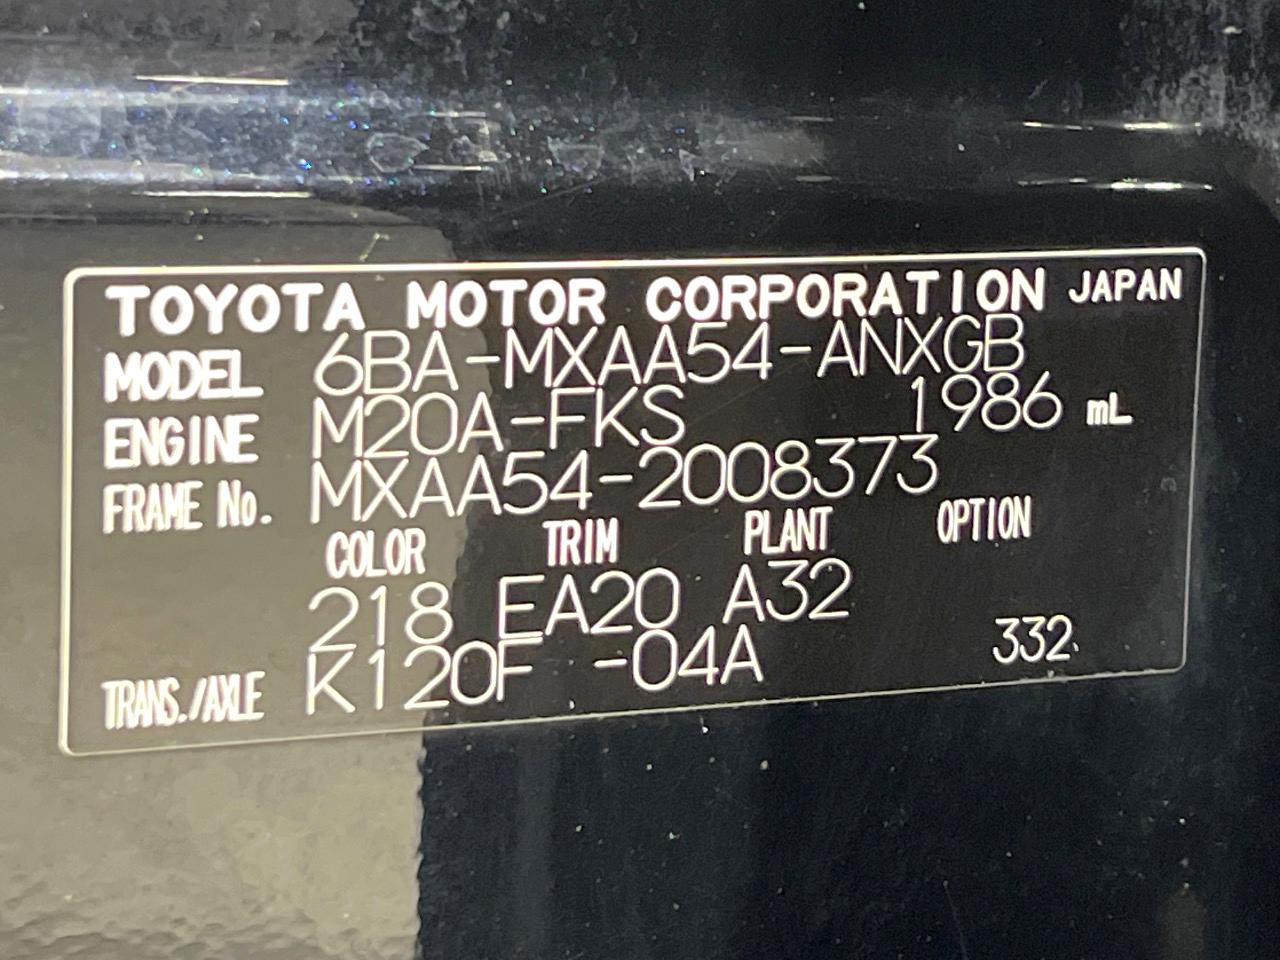 TOYOTA MOTOR CORPORATION JAPAN
MODEL 6BA-MXAA54-ANXGB
ENGINE M20A-FKS 1986 mL
FRAME No. MXAA54-2008373
COLOR TRIM PLANT OPTION
218 EA20 A32
TRANS./AXLE K120F -04A 332